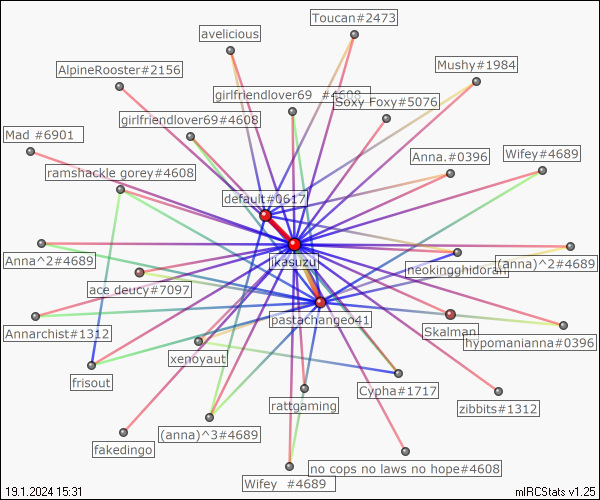 Toucan#2473
avelicious
Mushy#1984
AlpineRooster#2156
girlfriendlover69 #4608
Soxy Foxy#5076
girlfriendlover69#4608
Mad #6901
Anna.#0396
Wifey#4689
ramshackle gorey#4608
default#0617
Anna^2#4689
jkasuzu
neokingghidorah
(anna)^2#4689
ace deucy#7097
pastachange041
Annarchist#1312
Skalman
hypomanianna#0396
xenoyaut
frisout
Cypha#1717
rattgaming
zibbits#1312
(anna)^3#4689
fakedingo
no cops no laws no hope#4608
Wifey #4689
19.1.2024 15:31
mIRCStats v1.25